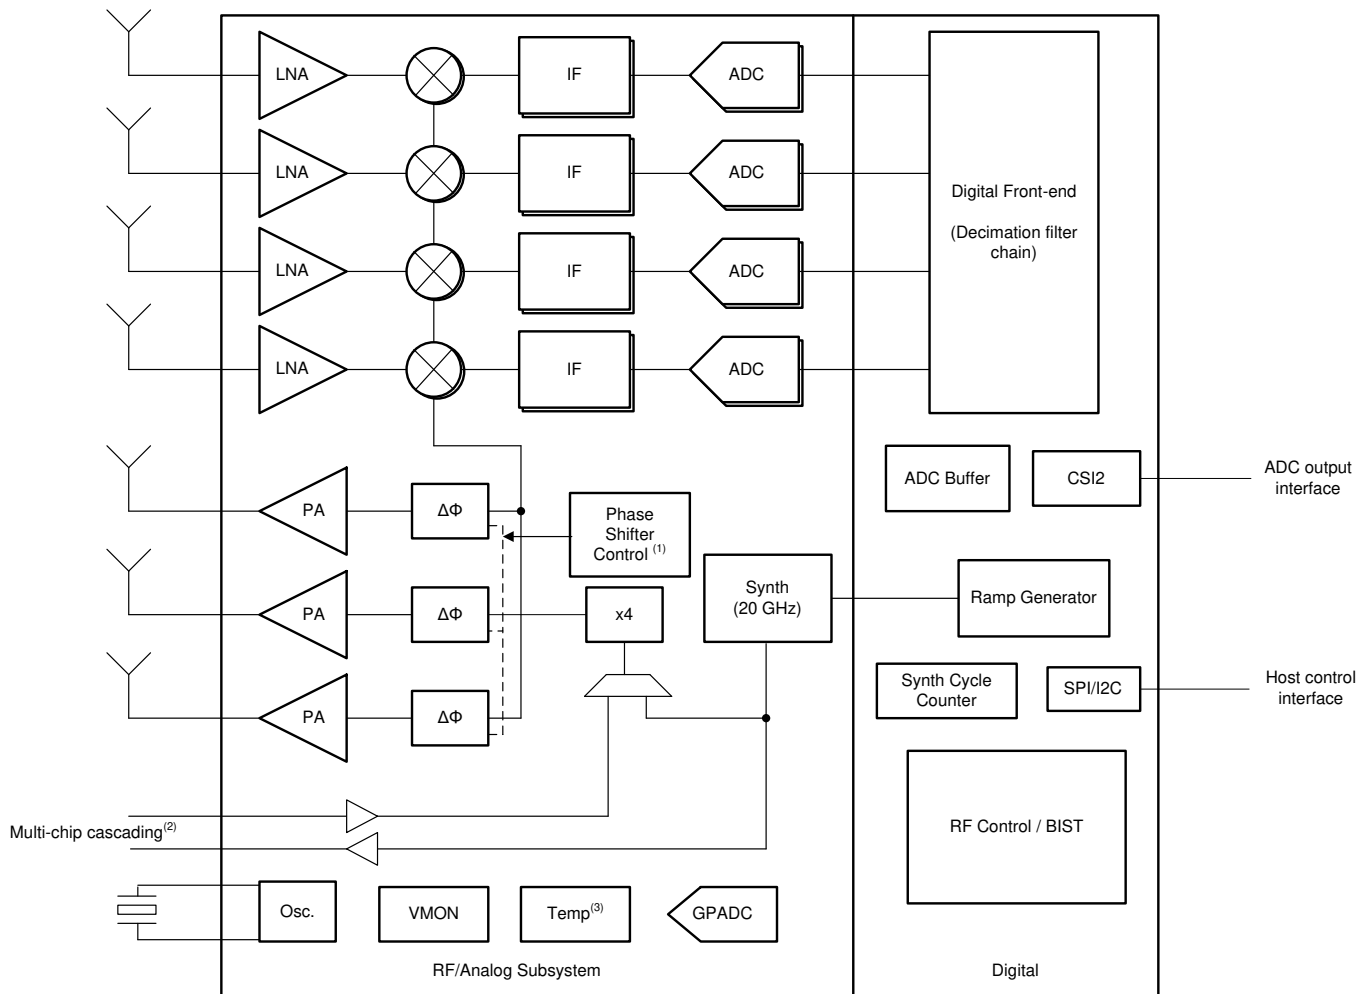 LNA
IF
ADC
LNA
IF
ADC
LNA
IF
ADC
LNA
IF
ADC
Digital Front-end
(Decimation filter
chain)
ADC Buffer
CSI2
ADC output
interface
PA
ΔΦ
Phase
Shifter
Control (1)
PA
ΔΦ
x4
Synth
(20 GHz)
Ramp Generator
PA
ΔΦ
Synth Cycle
Counter
SPI/I2C
Host control
interface
Multi-chip cascading(2)
RF Control / BIST
Osc.
VMON
Temp(3)
GPADC
RF/Analog Subsystem
Digital